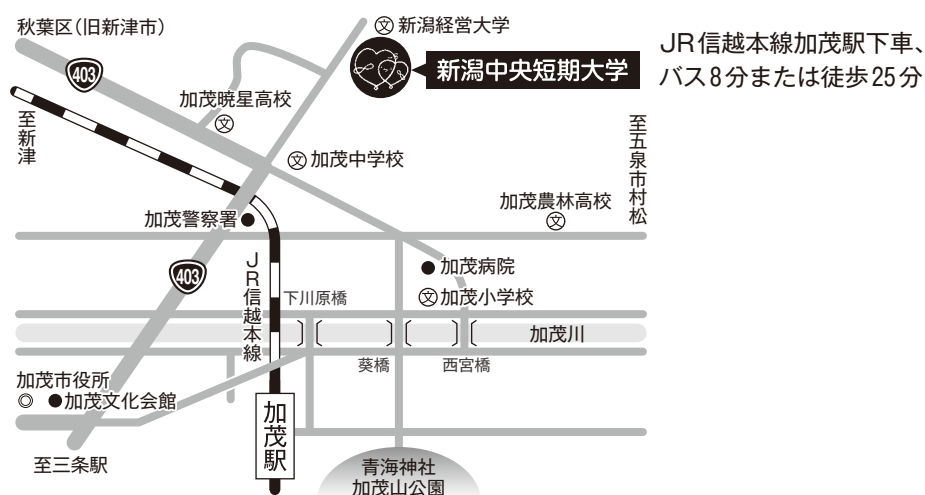 秋葉区（旧新津市）
文 新潟経営大学
新潟中央短期大学
JR信越本線加茂駅下車、
バス8分または徒歩25分
403
加茂暁星高校
文
至新津
文 加茂中学校
至五泉市村松
加茂農林高校
文
加茂警察署
403
JR信越本線
加茂病院
文 加茂小学校
下川原橋
加茂川
葵橋
西宮橋
加茂市役所
加茂文化会館
加茂駅
至三条駅
青海神社
加茂山公園